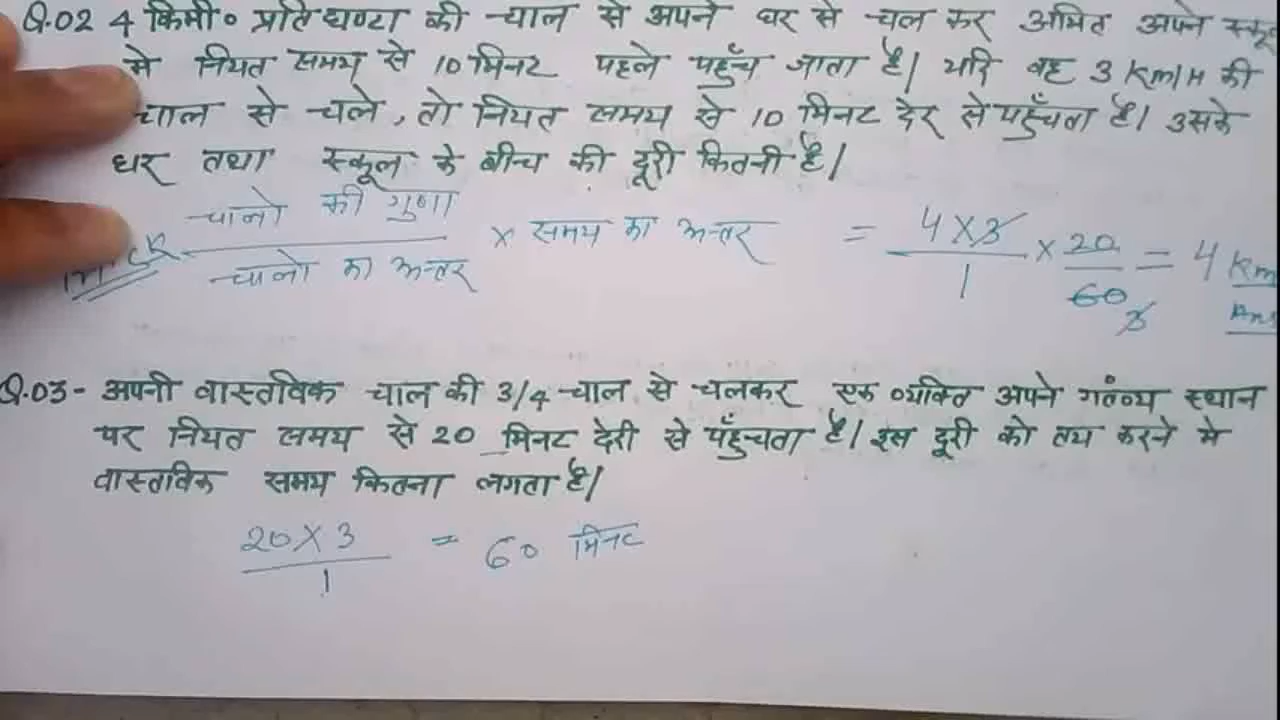 Q.02 4 किमी० प्रति घण्टा की चाल से अपने घर से चल कर अमित अपने स्कूल
मे नियत समय से 10 मिनट पहले पहुँच जाता है। यदि वह 3 Km/H की
चाल से चले, तो नियत समय से 10 मिनट देर से पहुँचता है। उसके
घर तथा स्कूल के बीच की दूरी कितनी है।
चालो की गुणा
चालो का अन्तर
× समय का अन्तर = 4×3/1 × 20/60 3 = 4 Km
Ans
Q.03- अपनी वास्तविक चाल की 3/4 चाल से चलकर एक व्यक्ति अपने गतंव्य स्थान
पर नियत समय से 20 मिनट देरी से पहुँचता है। इस दूरी को तय करने मे
वास्तविक समय कितना लगता है।
20×3/1 = 60 मिनट